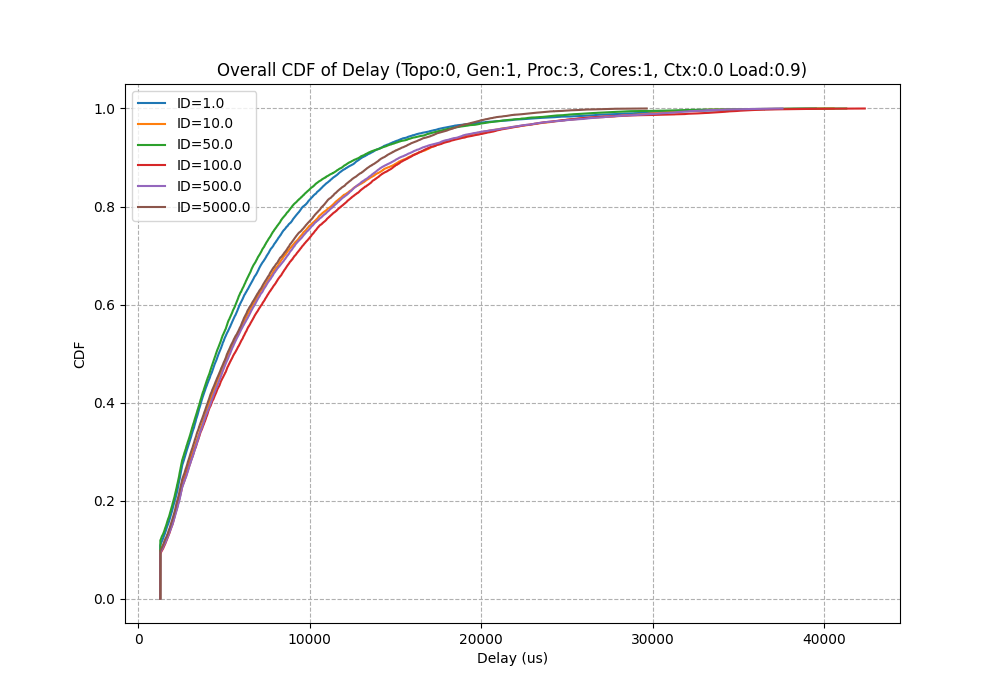 Overall CDF of Delay (Topo:0, Gen:1, Proc:3, Cores:1, Ctx:0.0 Load:0.9)
ID=1.0
ID=10.0
ID=50.0
ID=100.0
ID=500.0
ID=5000.0
1.0
0.8
0.6
0.4
0.2
0.0
CDF
0 10000 20000 30000 40000
Delay (us)